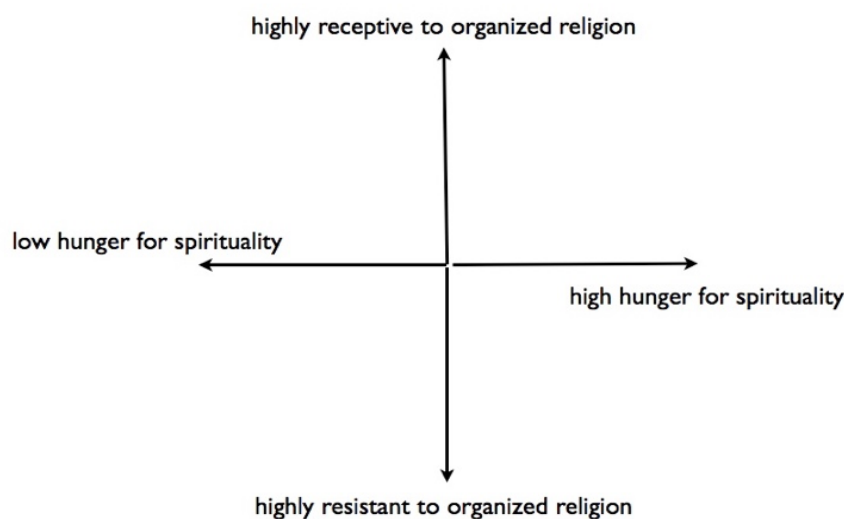 highly receptive to organized religion
low hunger for spirituality
high hunger for spirituality
highly resistant to organized religion